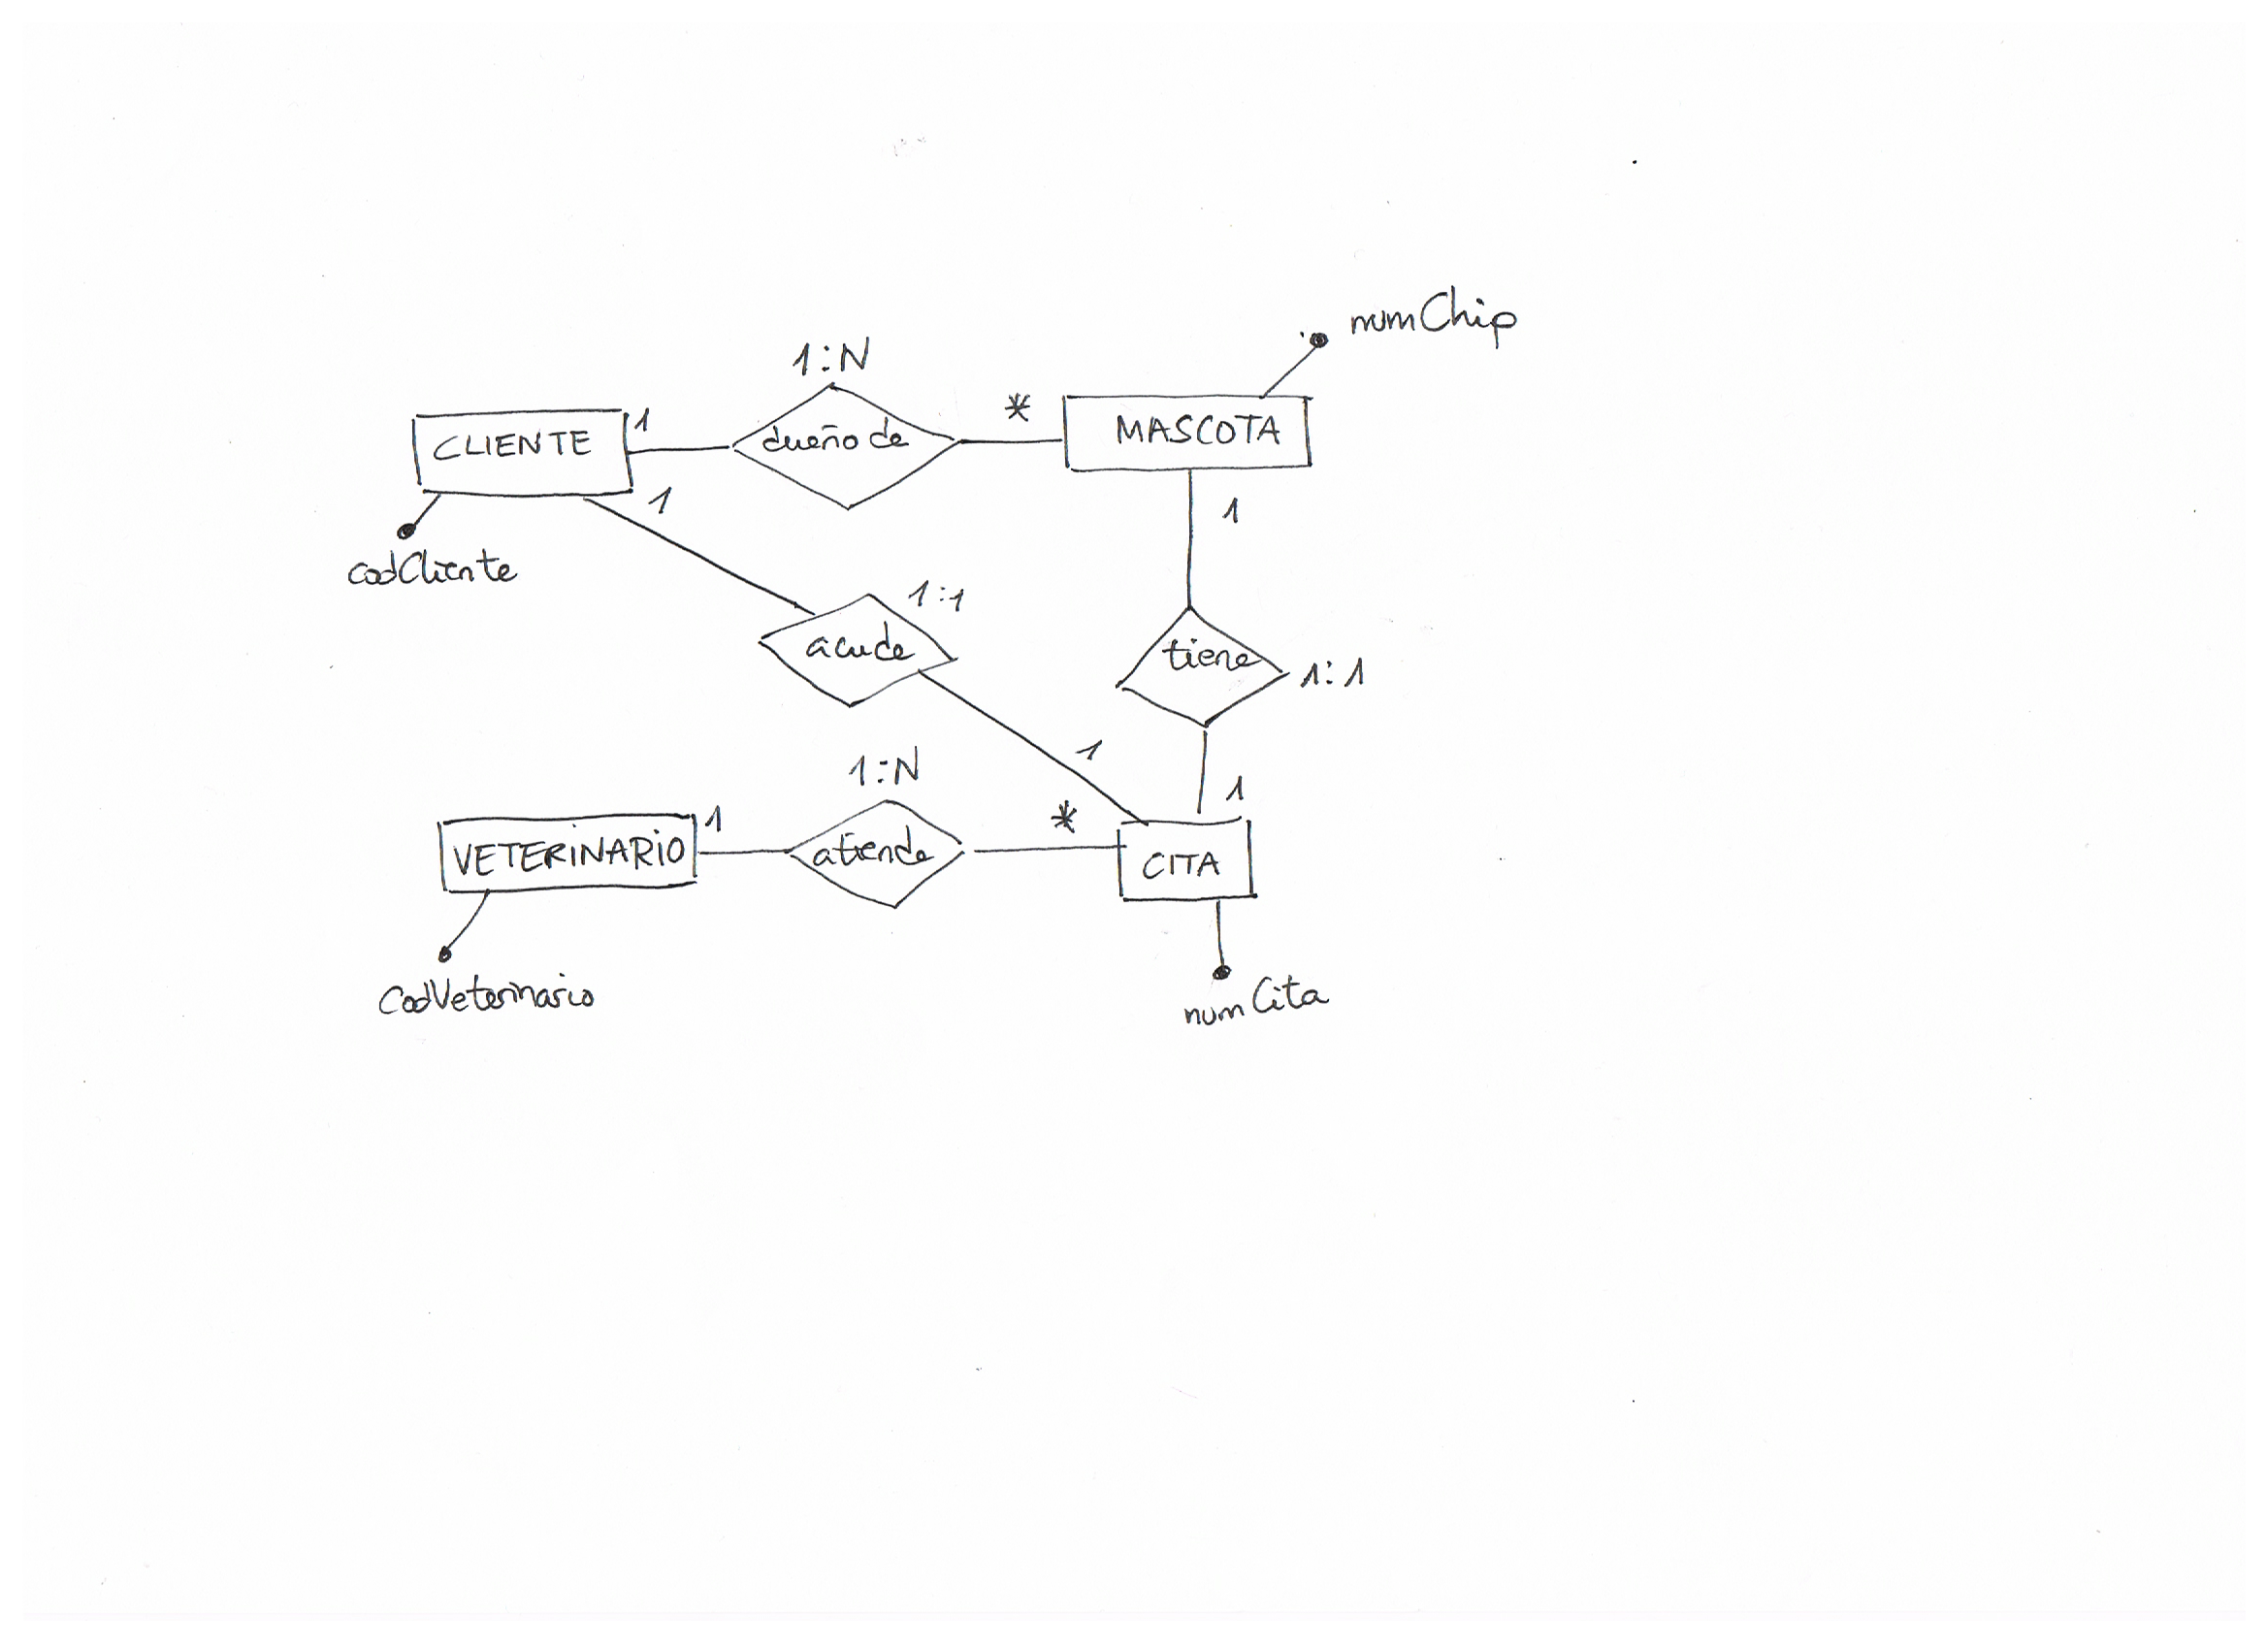 numChip
1:N
CLIENTE 1 dueño de * MASCOTA
1 1
codCliente
acude 1:1
tiene 1:1
1 1
1:N
VETERINARIO 1 atiende * CITA
CodVeterinario
numCita